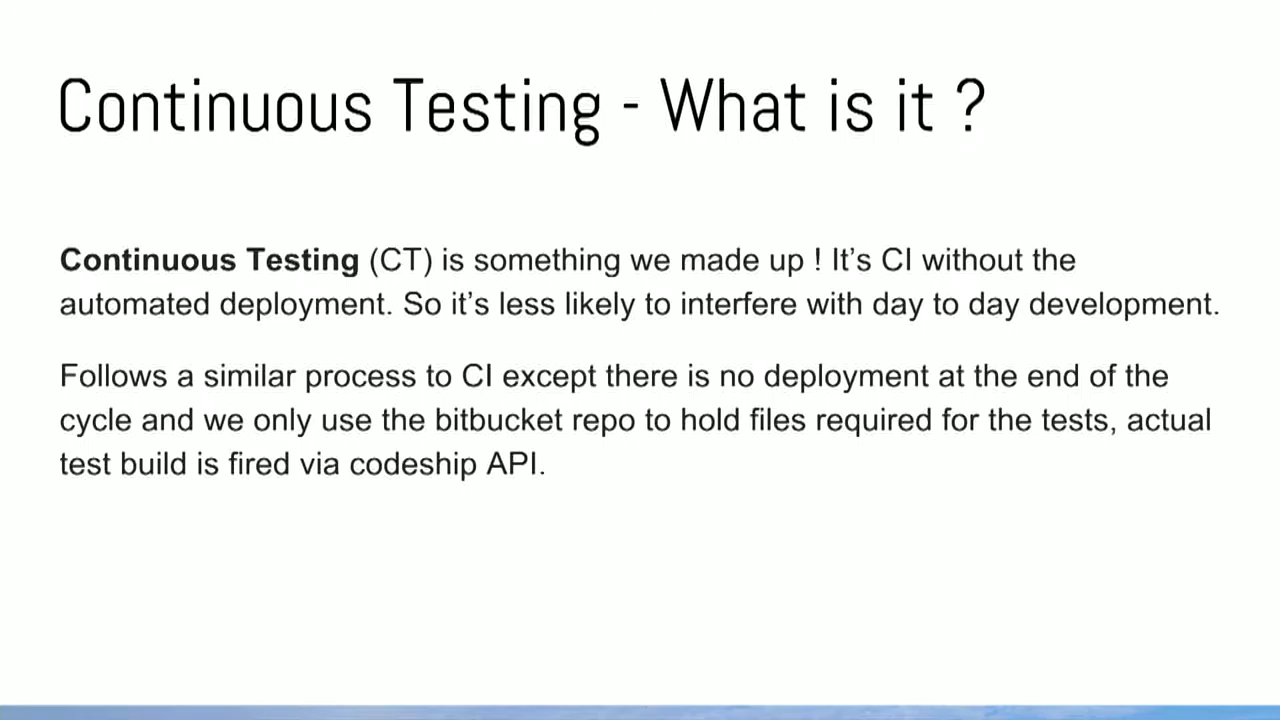 Continuous Testing - What is it ?
Continuous Testing (CT) is something we made up ! It’s CI without the
automated deployment. So it’s less likely to interfere with day to day development.
Follows a similar process to CI except there is no deployment at the end of the
cycle and we only use the bitbucket repo to hold files required for the tests, actual
test build is fired via codeship API.